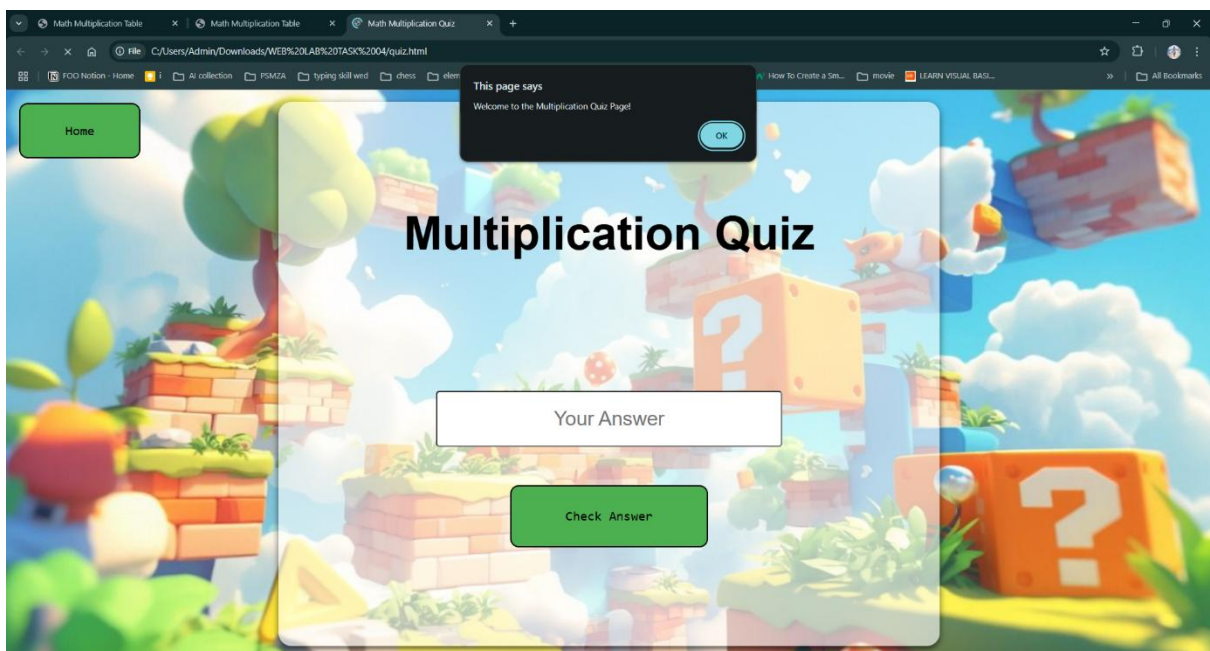 Math Multiplication Table
Math Multiplication Table
Math Multiplication Quiz
File C:/Users/Admin/Downloads/WEB%20LAB%20TASK%2004/quiz.html
FOO Notion - Home i AI collection PSMZA typing skill wed chess elem How To Create a Sm... movie LEARN VISUAL BASI... » All Bookmarks
This page says
Welcome to the Multiplication Quiz Page!
OK
Home
Multiplication Quiz
? 
Your Answer
Check Answer
?